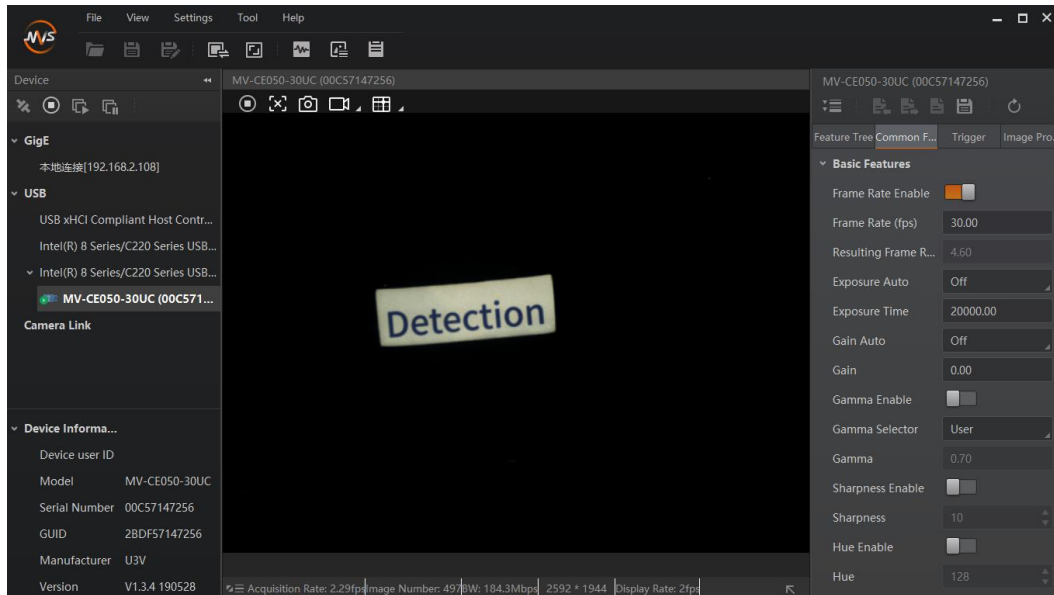 MVS File View Settings Tool Help
Device MV-CE050-30UC (00C57147256) MV-CE050-30UC (00C57147256)
Feature Tree Common F... Trigger Image Pro.
GigE
本地连接[192.168.2.108]
USB
USB xHCI Compliant Host Contr...
Intel(R) 8 Series/C220 Series USB...
Intel(R) 8 Series/C220 Series USB...
MV-CE050-30UC (00C571...
Camera Link
Device Informa...
Device user ID
Model MV-CE050-30UC
Serial Number 00C57147256
GUID 2BDF57147256
Manufacturer U3V
Version V1.3.4 190528
Detection
Acquisition Rate: 2.29fps Image Number: 497 BW: 184.3Mbps 2592 * 1944 Display Rate: 2fps
Basic Features
Frame Rate Enable
Frame Rate (fps) 30.00
Resulting Frame R... 4.60
Exposure Auto Off
Exposure Time 20000.00
Gain Auto Off
Gain 0.00
Gamma Enable
Gamma Selector User
Gamma 0.70
Sharpness Enable
Sharpness 10
Hue Enable
Hue 128